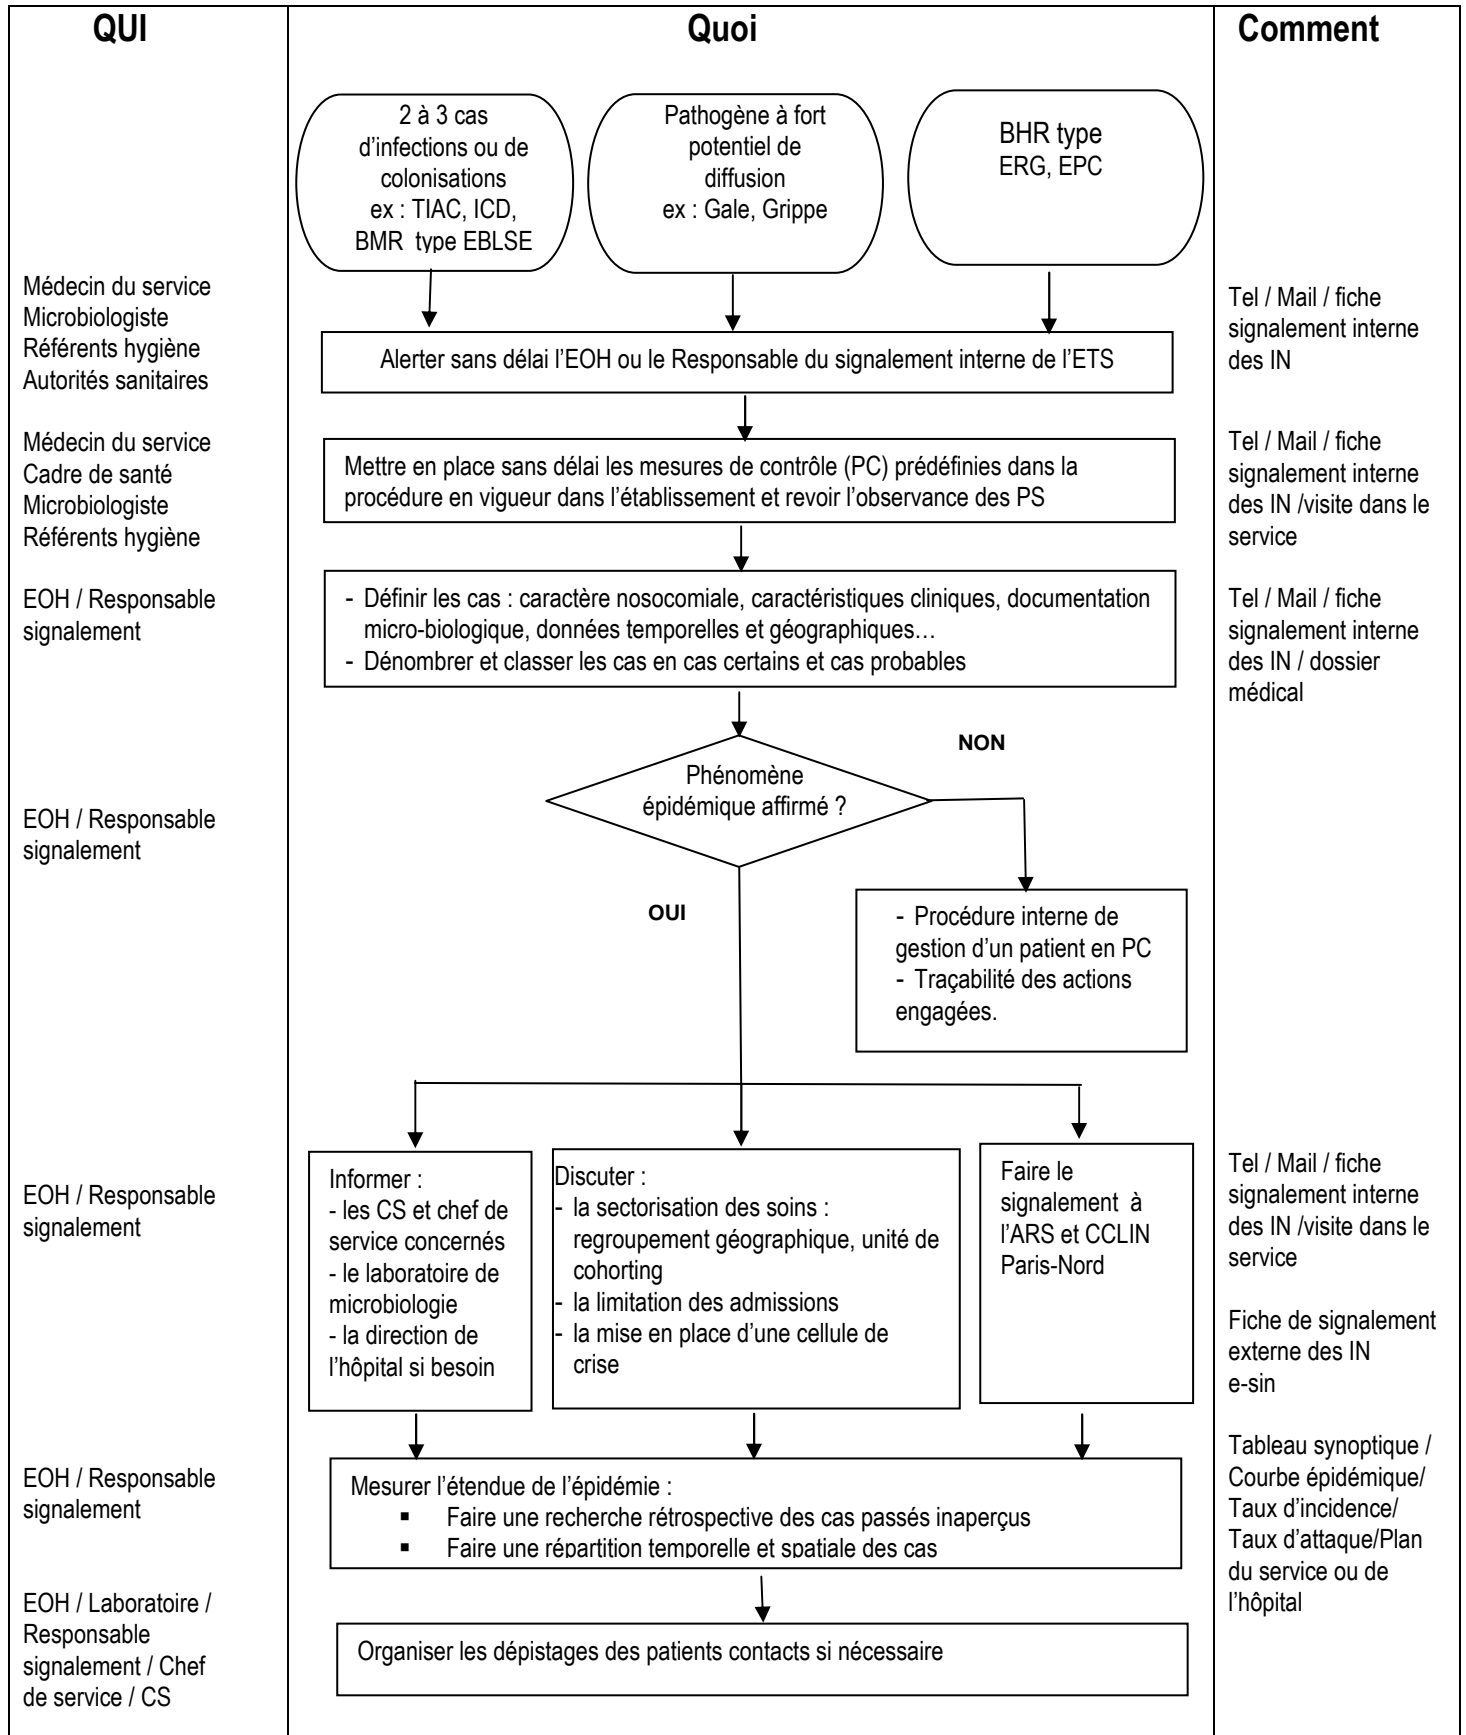 QUI
Quoi
Comment
2 à 3 cas
d’infections ou de
colonisations
ex : TIAC, ICD,
BMR type EBLSE
Pathogène à fort
potentiel de
diffusion
ex : Gale, Grippe
BHR type
ERG, EPC
Médecin du service
Microbiologiste
Référents hygiène
Autorités sanitaires
Alerter sans délai l’EOH ou le Responsable du signalement interne de l’ETS
Tel / Mail / fiche
signalement interne
des IN
Médecin du service
Cadre de santé
Microbiologiste
Référents hygiène
Mettre en place sans délai les mesures de contrôle (PC) prédéfinies dans la
procédure en vigueur dans l’établissement et revoir l’observance des PS
Tel / Mail / fiche
signalement interne
des IN /visite dans le
service
EOH / Responsable
signalement
- Définir les cas : caractère nosocomiale, caractéristiques cliniques, documentation
micro-biologique, données temporelles et géographiques…
- Dénombrer et classer les cas en cas certains et cas probables
Tel / Mail / fiche
signalement interne
des IN / dossier
médical
EOH / Responsable
signalement
Phénomène
épidémique affirmé ?
NON
OUI
- Procédure interne de
gestion d’un patient en PC
- Traçabilité des actions
engagées.
EOH / Responsable
signalement
Informer :
- les CS et chef de
service concernés
- le laboratoire de
microbiologie
- la direction de
l’hôpital si besoin
Discuter :
- la sectorisation des soins :
regroupement géographique, unité de
cohorting
- la limitation des admissions
- la mise en place d’une cellule de
crise
Faire le
signalement à
l’ARS et CCLIN
Paris-Nord
Tel / Mail / fiche
signalement interne
des IN /visite dans le
service
Fiche de signalement
externe des IN
e-sin
EOH / Responsable
signalement
Mesurer l’étendue de l’épidémie :
▪ Faire une recherche rétrospective des cas passés inaperçus
▪ Faire une répartition temporelle et spatiale des cas
Tableau synoptique /
Courbe épidémique/
Taux d’incidence/
Taux d’attaque/Plan
du service ou de
l’hôpital
EOH / Laboratoire /
Responsable
signalement / Chef
de service / CS
Organiser les dépistages des patients contacts si nécessaire